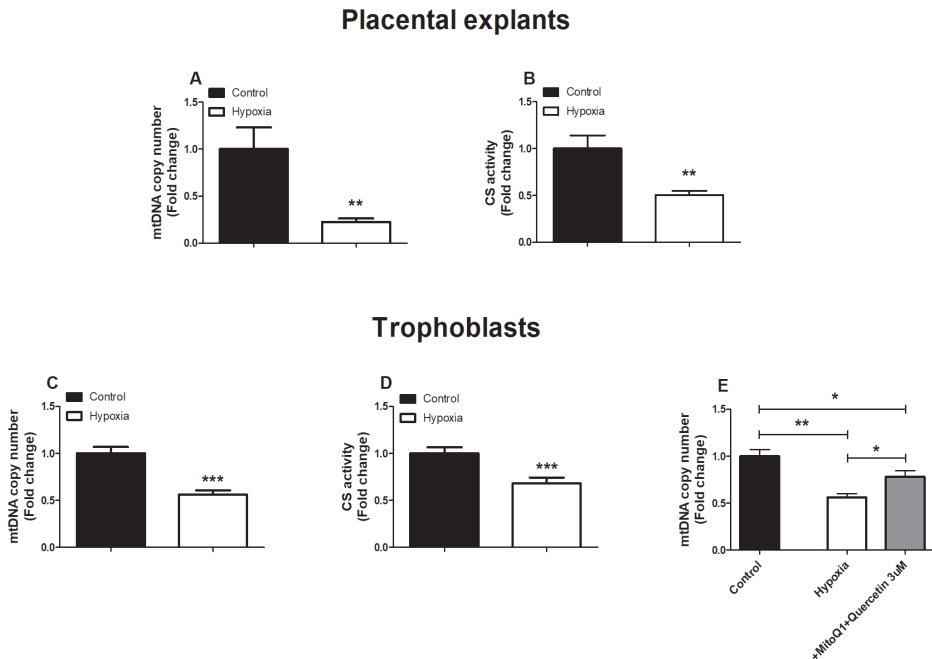 Placental explants
A
Control
Hypoxia
mtDNA copy number
(Fold change)
1.5
1.0
0.5
0.0
**
B
Control
Hypoxia
CS activity
(Fold change)
1.5
1.0
0.5
0.0
**
Trophoblasts
C
Control
Hypoxia
mtDNA copy number
(Fold change)
1.5
1.0
0.5
0.0
***
D
Control
Hypoxia
CS activity
(Fold change)
1.5
1.0
0.5
0.0
***
E
mtDNA copy number
(Fold change)
1.5
1.0
0.5
0.0
*
**
*
Control
Hypoxia
+MitoQ1+Quercetin 3uM